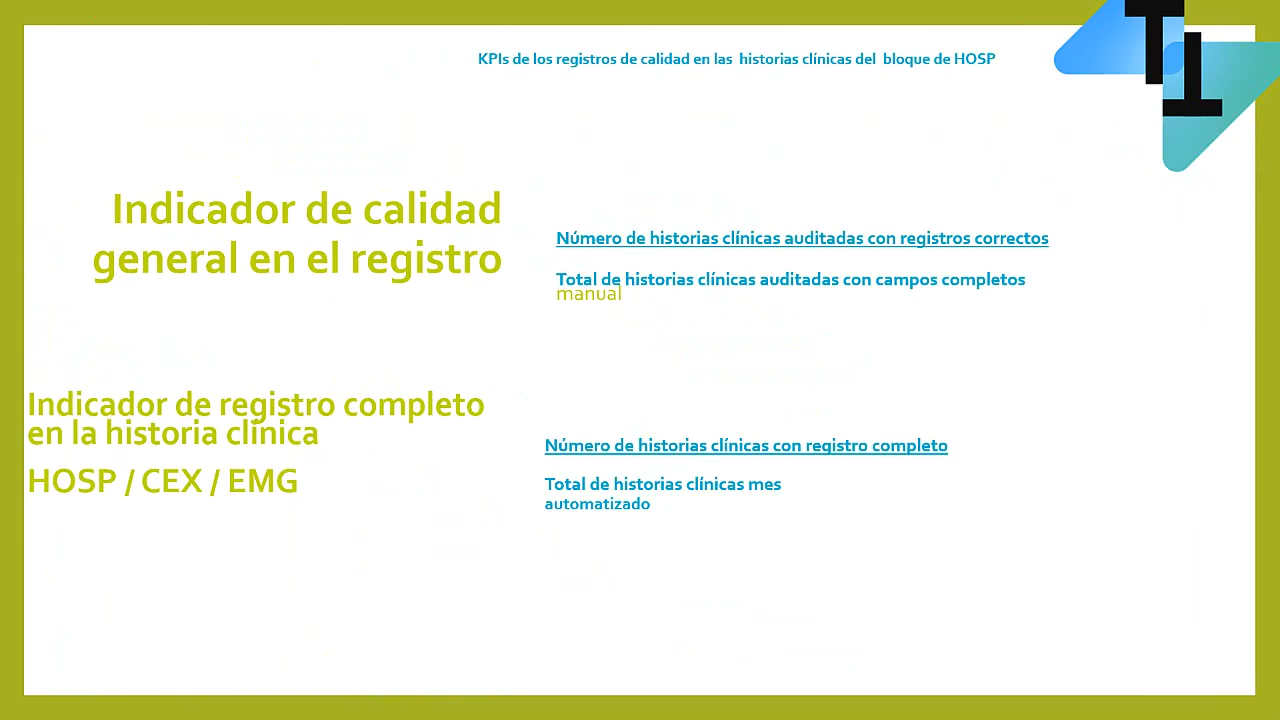 KPIs de los registros de calidad en las historias clínicas del bloque de HOSP
Indicador de calidad
general en el registro
Número de historias clínicas auditadas con registros correctos
Total de historias clínicas auditadas con campos completos
manual
Indicador de registro completo
en la historia clínica
HOSP / CEX / EMG
Número de historias clínicas con registro completo
Total de historias clínicas mes
automatizado